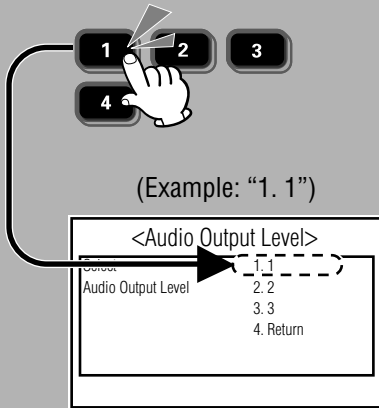 1 2 3
4
(Example: “1. 1”)
<Audio Output Level>
Select 1. 1
Audio Output Level 2. 2
3. 3
4. Return